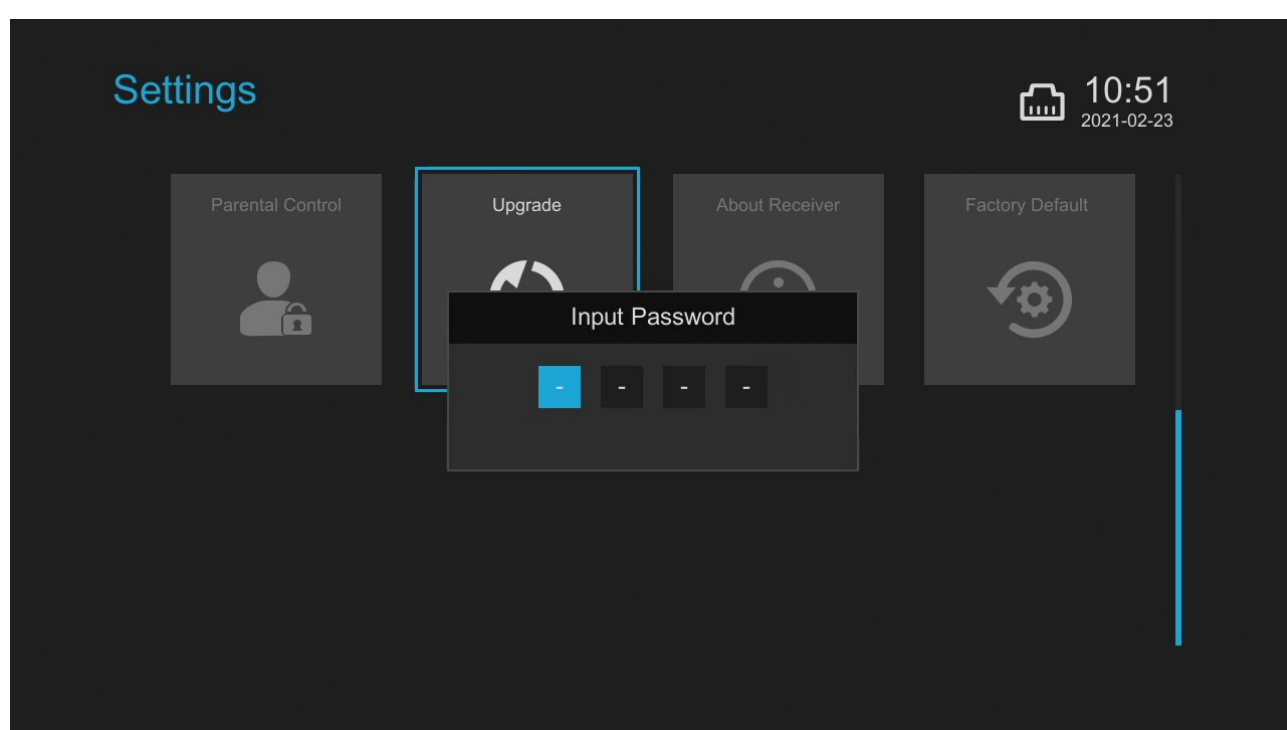 Settings
10:51
2021-02-23
Parental Control
Upgrade
About Receiver
Factory Default
Input Password
- - - -